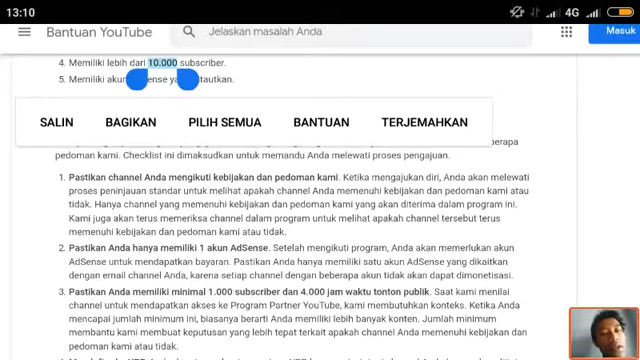 13:10
4G
Bantuan YouTube
Jelaskan masalah Anda
Masuk
4. Memiliki lebih dari 10.000 subscriber.
5. Memiliki akun tautkan.
SALIN BAGIKAN PILIH SEMUA BANTUAN TERJEMAHKAN
pedoman kami. Checklist ini dimaksudkan untuk memandu Anda melewati proses pengajuan.
1. Pastikan channel Anda mengikuti kebijakan dan pedoman kami. Ketika mengajukan diri, Anda akan melewati
proses peninjauan standar untuk melihat apakah channel Anda memenuhi kebijakan dan pedoman kami atau
tidak. Hanya channel yang memenuhi kebijakan dan pedoman kami yang akan diterima dalam program ini.
Kami juga akan terus memeriksa channel dalam program untuk melihat apakah channel tersebut terus
memenuhi kebijakan dan pedoman kami atau tidak.
2. Pastikan Anda hanya memiliki 1 akun AdSense. Setelah mengikuti program, Anda akan memerlukan akun
AdSense untuk mendapatkan bayaran. Pastikan Anda memiliki satu akun AdSense yang dikaitkan
dengan email channel Anda, karena setiap channel dengan beberapa akun tidak akan dapat dimonetisasi.
3. Pastikan Anda memiliki minimal 1.000 subscriber dan 4.000 jam waktu tonton publik. Saat kami menilai
channel untuk mendapatkan akses ke Program Partner YouTube, kami membutuhkan konteks. Ketika Anda
mencapai jumlah minimum ini, biasanya berarti Anda memiliki lebih banyak konten. Jumlah minimum
membantu kami membuat keputusan yang lebih tepat terkait apakah channel Anda memenuhi kebijakan dan
pedoman kami atau tidak.